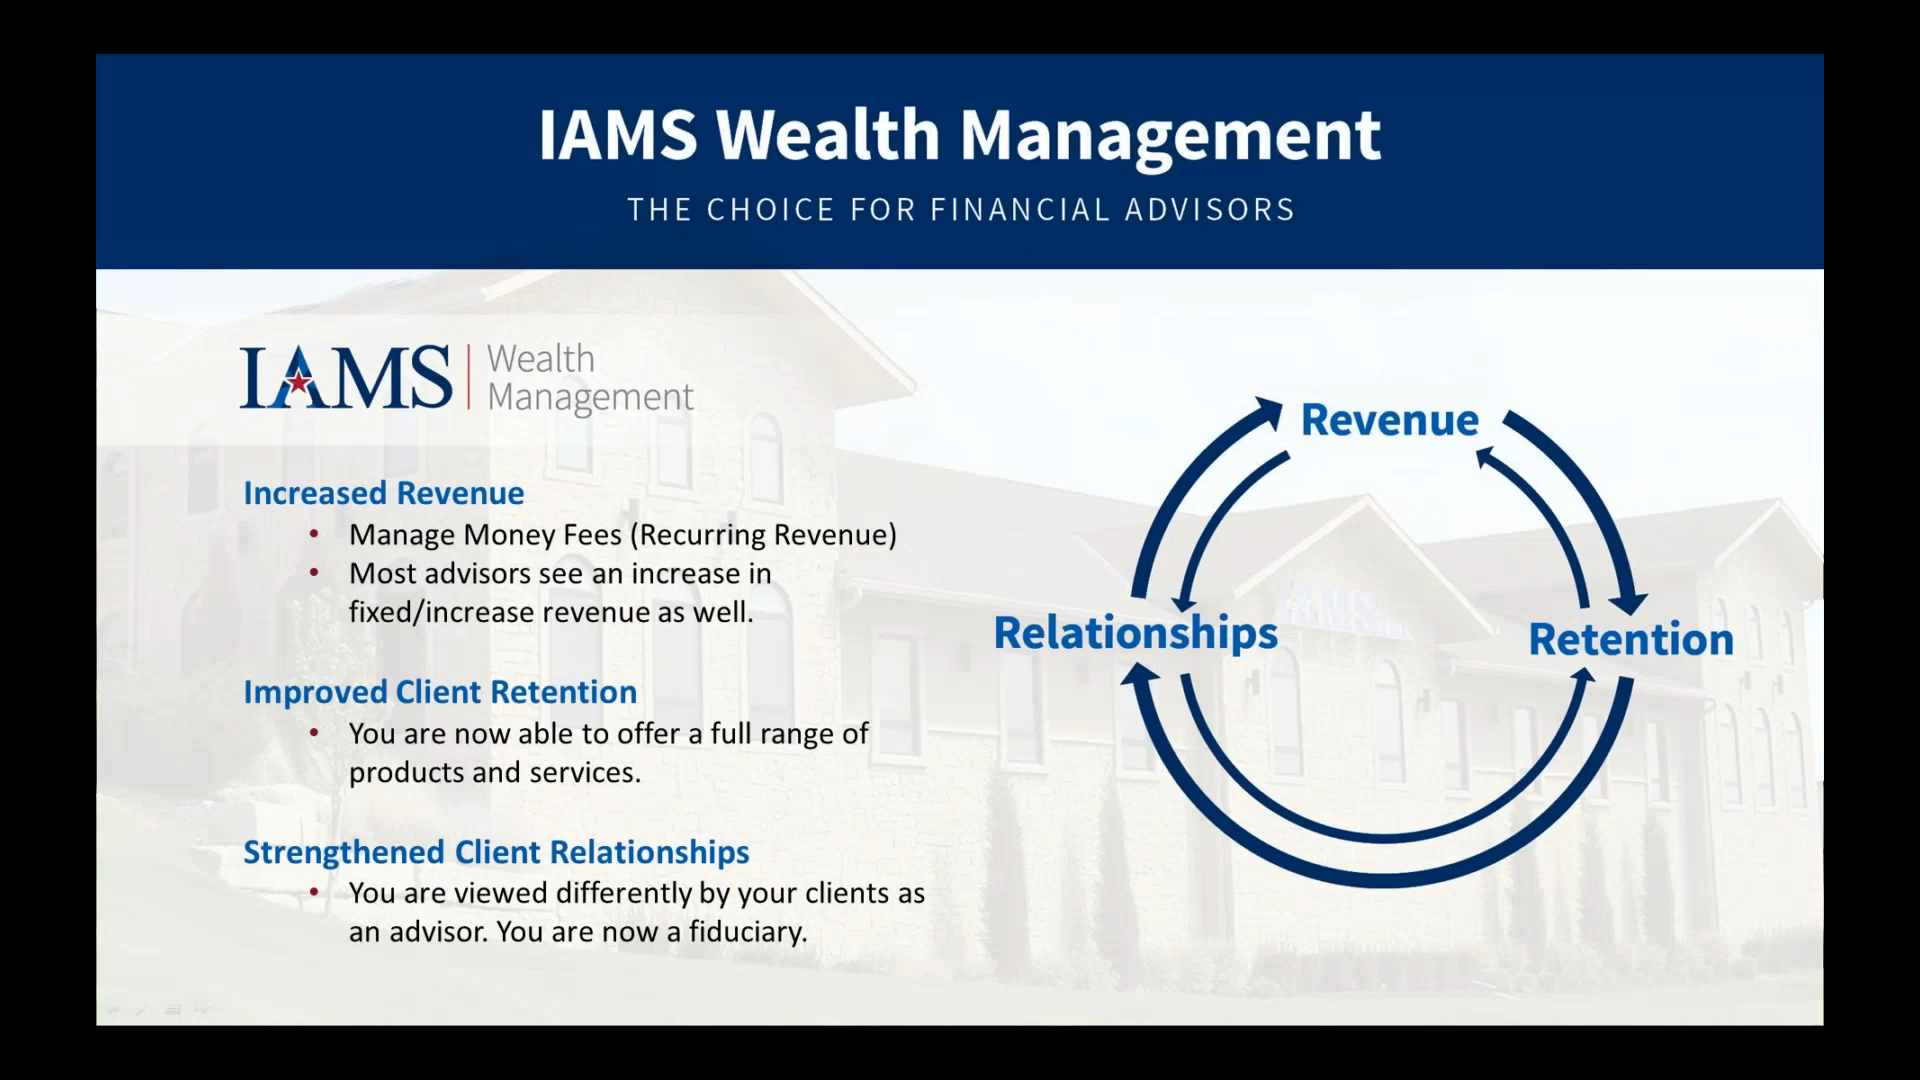 IAMS Wealth Management
THE CHOICE FOR FINANCIAL ADVISORS
IAMS Wealth
Management
Increased Revenue
• Manage Money Fees (Recurring Revenue)
• Most advisors see an increase in
fixed/increase revenue as well.
Improved Client Retention
• You are now able to offer a full range of
products and services.
Strengthened Client Relationships
• You are viewed differently by your clients as
an advisor. You are now a fiduciary.
Revenue
Relationships
Retention
IAMS